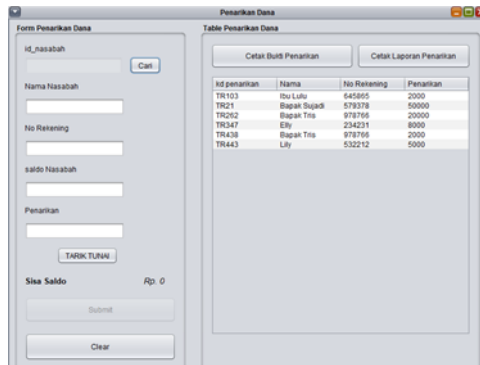 Penarikan Dana
Form Penarikan Dana
id_nasabah
Cari
Nama Nasabah
No Rekening
saldo Nasabah
Penarikan
TARIK TUNAI
Sisa Saldo Rp. 0
Submit
Clear
Table Penarikan Dana
Cetak Bukti Penarikan Cetak Laporan Penarikan
kd penarikan Nama No Rekening Penarikan
TR103 Ibu Lulu 645865 2000
TR21 Bapak Sujadi 579378 50000
TR262 Bapak Tris 978766 20000
TR347 Elly 234231 8000
TR438 Bapak Tris 978766 2000
TR443 Lily 532212 5000